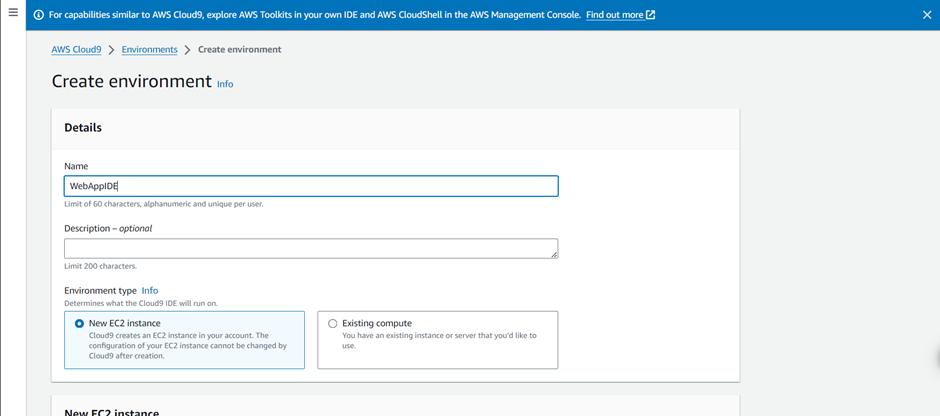 For capabilities similar to AWS Cloud9, explore AWS Toolkits in your own IDE and AWS CloudShell in the AWS Management Console. Find out more
AWS Cloud9 > Environments > Create environment
Create environment Info
Details
Name
WebAppIDE
Limit of 60 characters, alphanumeric and unique per user.
Description – optional
Limit 200 characters.
Environment type Info
Determines what the Cloud9 IDE will run on.
New EC2 instance
Cloud9 creates an EC2 instance in your account. The
configuration of your EC2 instance cannot be changed by
Cloud9 after creation.
Existing compute
You have an existing instance or server that you'd like to
use.
New EC2 instance